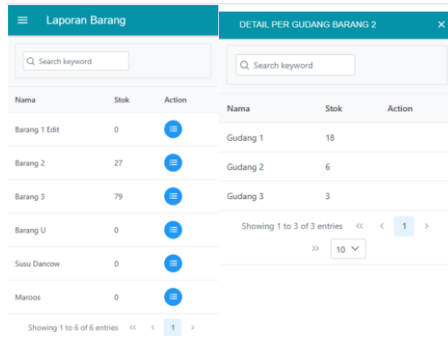 Laporan Barang
Search keyword
Nama Stok Action
Barang 1 Edit 0
Barang 2 27
Barang 3 79
Barang U 0
Susu Dancow 0
Maroos 0
Showing 1 to 6 of 6 entries << < 1 >
DETAIL PER GUDANG BARANG 2 ×
Search keyword
Nama Stok Action
Gudang 1 18
Gudang 2 6
Gudang 3 3
Showing 1 to 3 of 3 entries << < 1 >
>> 10